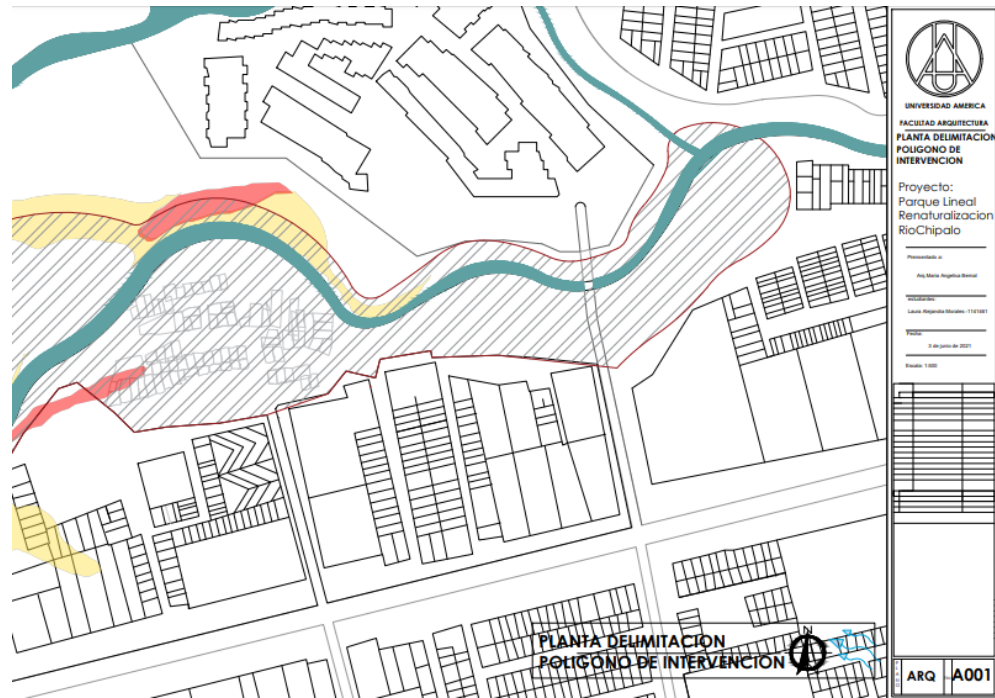 UNIVERSIDAD AMERICA
FACULTAD ARQUITECTURA
PLANTA DELIMITACION
POLIGONO DE
INTERVENCION
Proyecto:
Parque Lineal
Renaturalizacion
RioChipalo
Presentado a:
Arq Maria Angelica Bernal
estudiantes:
Laura Alejandra Morales -1141461
Fecha:
3 de junio de 2021
Escala: 1:500
PLANTA DELIMITACION
POLIGONO DE INTERVENCIÓN
N
ARQ
A001